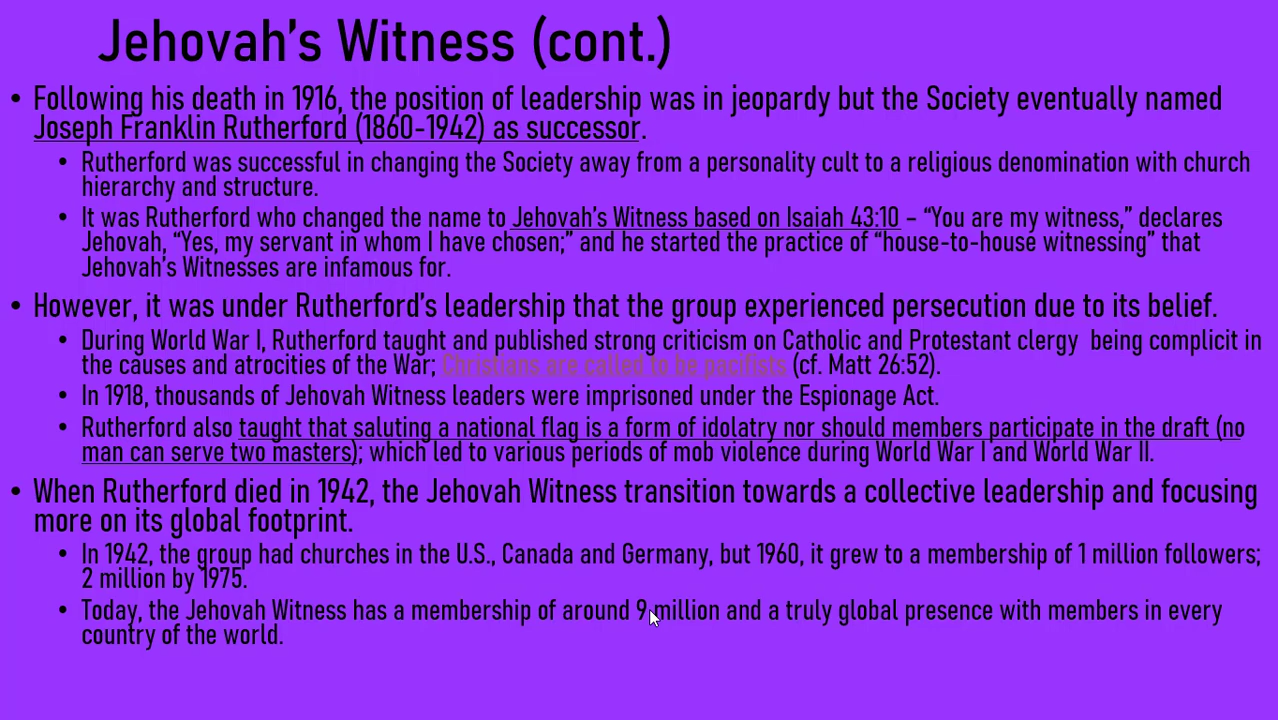 Jehovah's Witness (cont.)
• Following his death in 1916, the position of leadership was in jeopardy but the Society eventually named
Joseph Franklin Rutherford (1860-1942) as successor.
• Rutherford was successful in changing the Society away from a personality cult to a religious denomination with church
hierarchy and structure.
• It was Rutherford who changed the name to Jehovah's Witness based on Isaiah 43:10 – “You are my witness,” declares
Jehovah, “Yes, my servant in whom I have chosen;” and he started the practice of “house-to-house witnessing” that
Jehovah's Witnesses are infamous for.
• However, it was under Rutherford's leadership that the group experienced persecution due to its belief.
• During World War I, Rutherford taught and published strong criticism on Catholic and Protestant clergy being complicit in
the causes and atrocities of the War; Christians are called to be pacifists (cf. Matt 26:52).
• In 1918, thousands of Jehovah Witness leaders were imprisoned under the Espionage Act.
• Rutherford also taught that saluting a national flag is a form of idolatry nor should members participate in the draft (no
man can serve two masters); which led to various periods of mob violence during World War I and World War II.
• When Rutherford died in 1942, the Jehovah Witness transition towards a collective leadership and focusing
more on its global footprint.
• In 1942, the group had churches in the U.S., Canada and Germany, but 1960, it grew to a membership of 1 million followers;
2 million by 1975.
• Today, the Jehovah Witness has a membership of around 9 million and a truly global presence with members in every
country of the world.